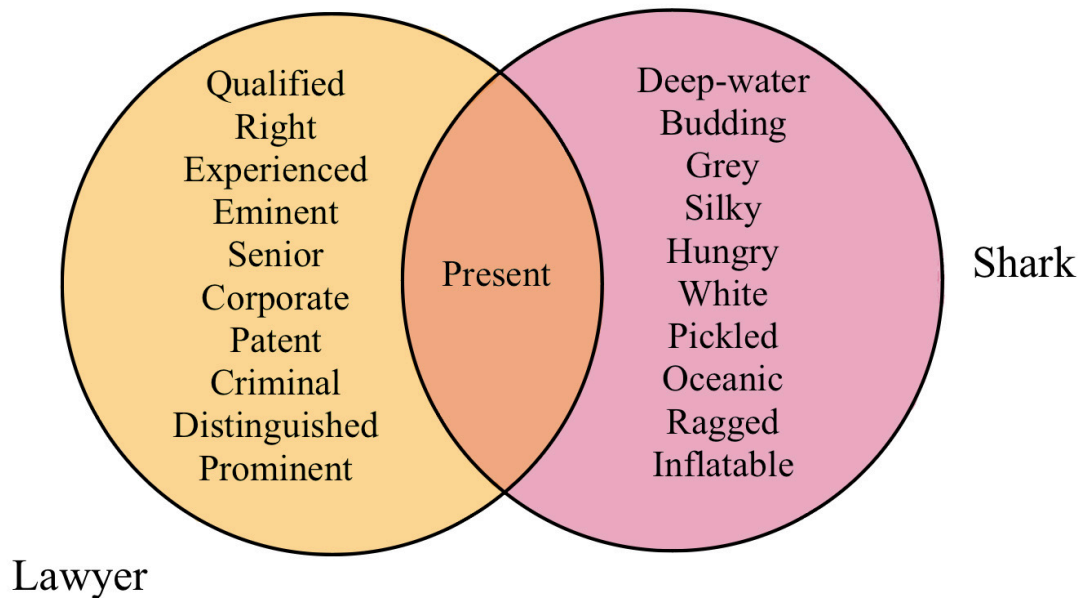 Qualified
Right
Experienced
Eminent
Senior
Corporate
Patent
Criminal
Distinguished
Prominent
Present
Deep-water
Budding
Grey
Silky
Hungry
White
Pickled
Oceanic
Ragged
Inflatable
Shark
Lawyer